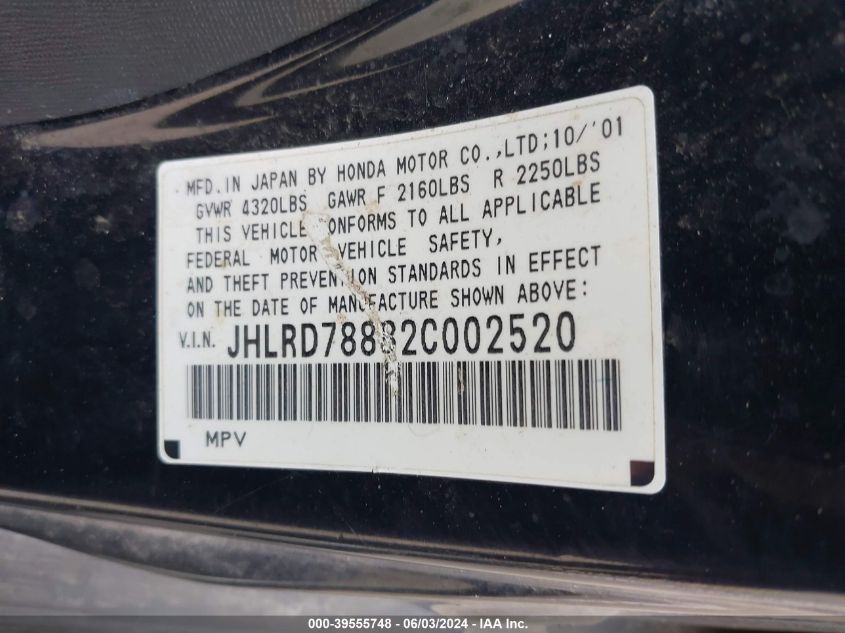 MFD.IN JAPAN BY HONDA MOTOR CO.,LTD;10/'01
GVWR 4320LBS GAWR F 2160LBS R 2250LBS
THIS VEHICLE CONFORMS TO ALL APPLICABLE
FEDERAL MOTOR VEHICLE SAFETY,
AND THEFT PREVENTION STANDARDS IN EFFECT
ON THE DATE OF MANUFACTURE SHOWN ABOVE:
V.I.N. JHLRD78882C002520
MPV
000-39555748 - 06/03/2024 - IAA Inc.